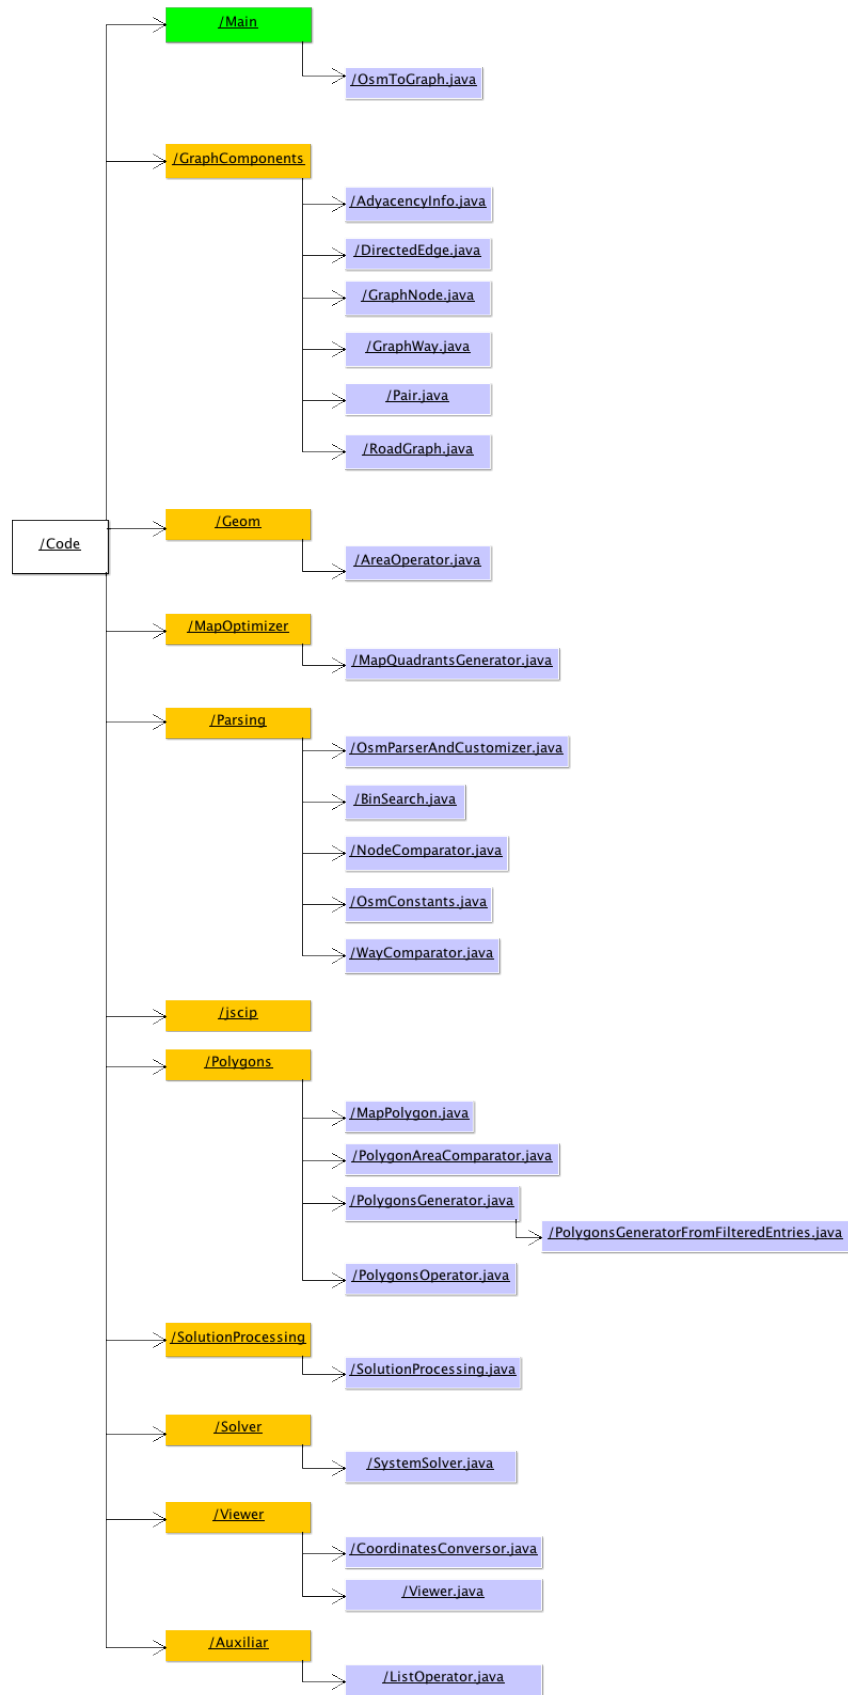 /Main
/OsmToGraph.java
/GraphComponents
/AdyacencyInfo.java
/DirectedEdge.java
/GraphNode.java
/GraphWay.java
/Pair.java
/RoadGraph.java
/Geom
/Code
/AreaOperator.java
/MapOptimizer
/MapQuadrantsGenerator.java
/Parsing
/OsmParserAndCustomizer.java
/BinSearch.java
/NodeComparator.java
/OsmConstants.java
/WayComparator.java
/jscip
/Polygons
/MapPolygon.java
/PolygonAreaComparator.java
/PolygonsGenerator.java
/PolygonsGeneratorFromFilteredEntries.java
/PolygonsOperator.java
/SolutionProcessing
/SolutionProcessing.java
/Solver
/SystemSolver.java
/Viewer
/CoordinatesConversor.java
/Viewer.java
/Auxiliar
/ListOperator.java